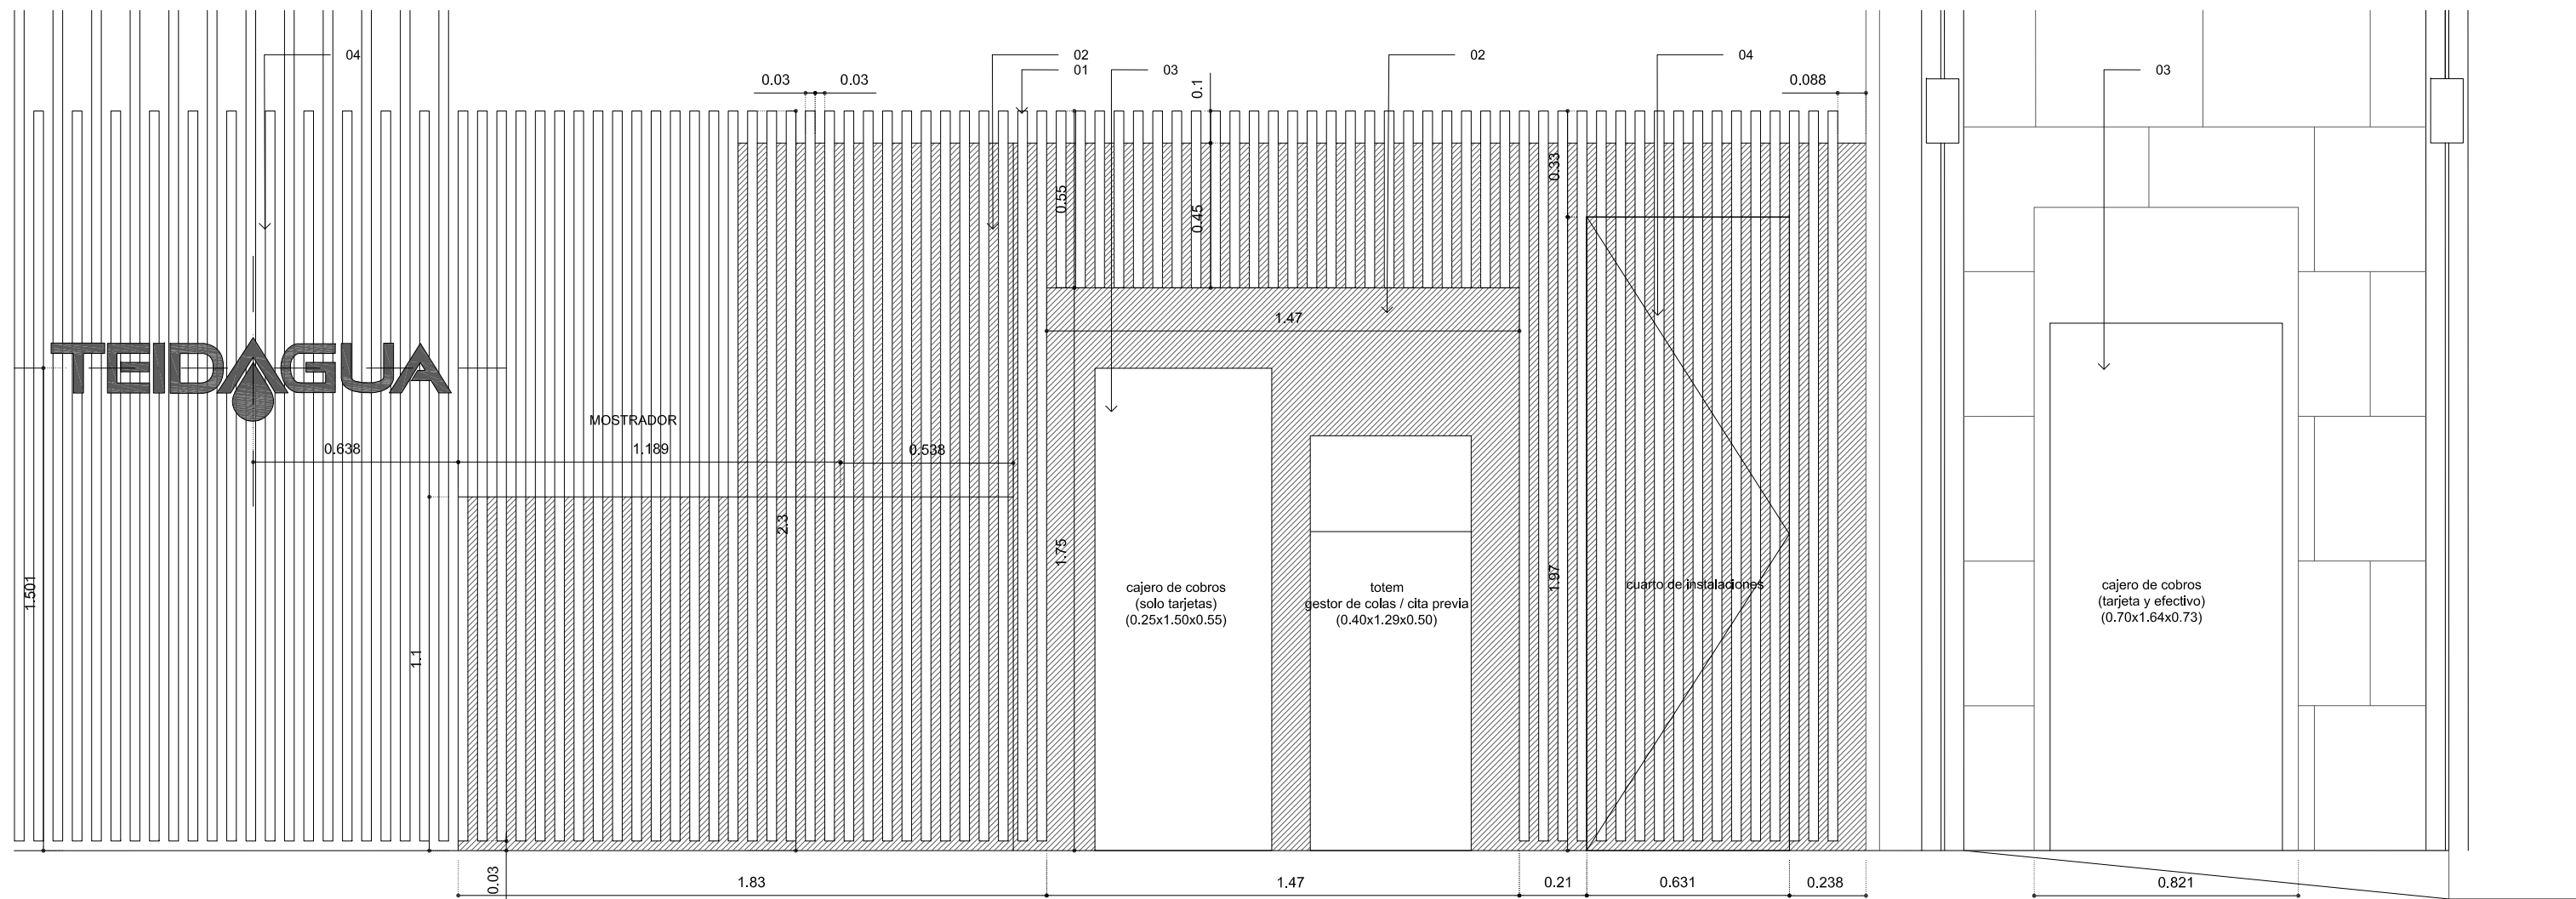 04
02
01
03
02
04
03
0.03
0.03
0.1
0.088
0.55
0.45
0.33
1.47
TEIDAGUA
MOSTRADOR
0.638
1.189
0.538
2.3
1.75
1.97
1.501
1.1
cajero de cobros
(solo tarjetas)
(0.25x1.50x0.55)
totem
gestor de colas / cita previa
(0.40x1.29x0.50)
cuarto de instalaciones
cajero de cobros
(tarjeta y efectivo)
(0.70x1.64x0.73)
0.03
1.83
1.47
0.21
0.631
0.238
0.821